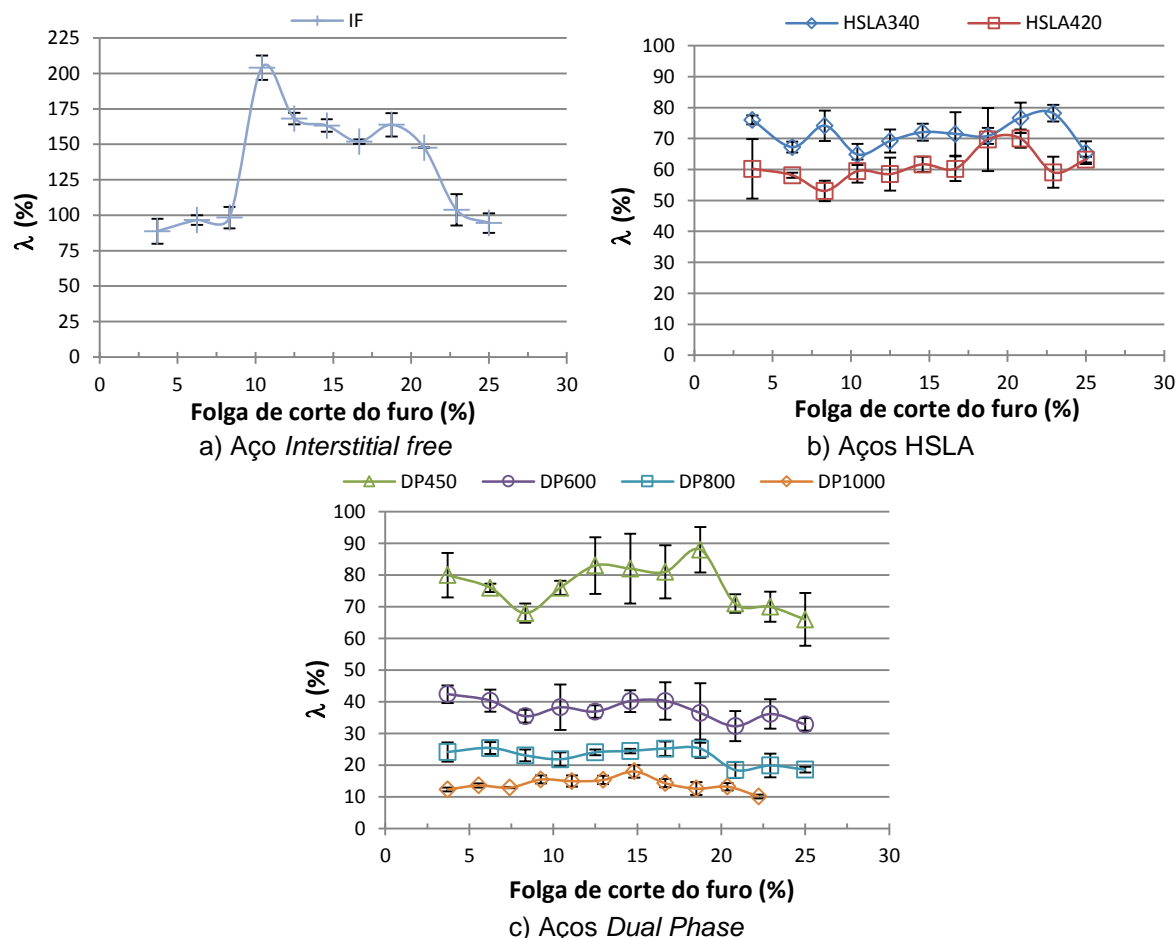 IF
225
200
175
150
125
100
75
50
25
0
λ (%)
0 5 10 15 20 25 30
Folga de corte do furo (%)
a) Aço Interstitial free
HSLA340 HSLA420
100
90
80
70
60
50
40
30
20
10
0
λ (%)
0 5 10 15 20 25 30
Folga de corte do furo (%)
b) Aços HSLA
DP450 DP600 DP800 DP1000
100
90
80
70
60
50
40
30
20
10
0
λ (%)
0 5 10 15 20 25 30
Folga de corte do furo (%)
c) Aços Dual Phase